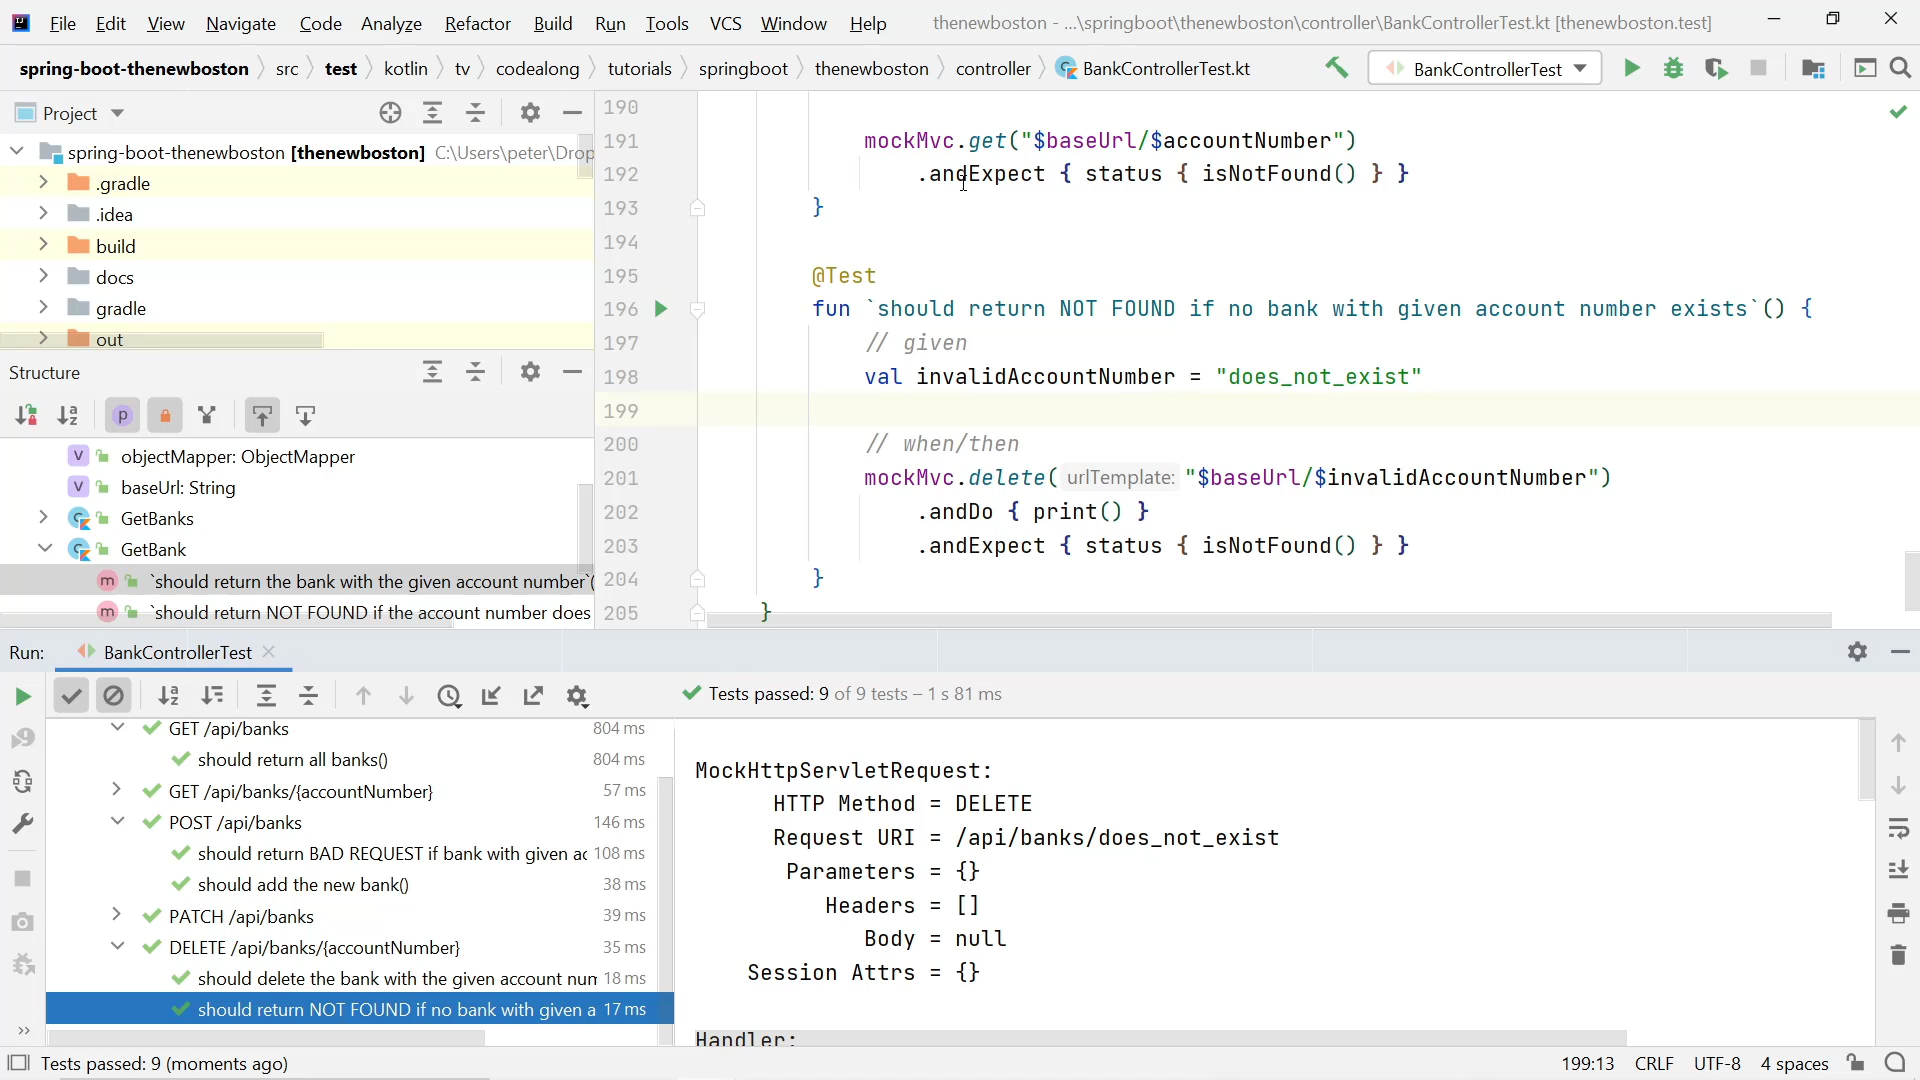 File Edit View Navigate Code Analyze Refactor Build Run Tools VCS Window Help thenewboston - ...\springboot\thenewboston\controller\BankControllerTest.kt [thenewboston.test]
spring-boot-thenewboston src test kotlin tv codealong tutorials springboot thenewboston controller BankControllerTest.kt BankControllerTest
Project
spring-boot-thenewboston [thenewboston] C:\Users\peter\Drop
.gradle
.idea
build
docs
gradle
out
Structure
objectMapper: ObjectMapper
baseUrl: String
GetBanks
GetBank
`should return the bank with the given account number`(
`should return NOT FOUND if the account number does
190
191 mockMvc.get("$baseUrl/$accountNumber")
192 .andExpect { status { isNotFound() } }
193 }
194
195 @Test
196 fun `should return NOT FOUND if no bank with given account number exists`() {
197 // given
198 val invalidAccountNumber = "does_not_exist"
199
200 // when/then
201 mockMvc.delete( urlTemplate: "$baseUrl/$invalidAccountNumber")
202 .andDo { print() }
203 .andExpect { status { isNotFound() } }
204 }
205 }
Run: BankControllerTest
Tests passed: 9 of 9 tests – 1 s 81 ms
GET /api/banks 804 ms
should return all banks() 804 ms
GET /api/banks/{accountNumber} 57 ms
POST /api/banks 146 ms
should return BAD REQUEST if bank with given ac 108 ms
should add the new bank() 38 ms
PATCH /api/banks 39 ms
DELETE /api/banks/{accountNumber} 35 ms
should delete the bank with the given account num 18 ms
should return NOT FOUND if no bank with given a 17 ms
MockHttpServletRequest:
HTTP Method = DELETE
Request URI = /api/banks/does_not_exist
Parameters = {}
Headers = []
Body = null
Session Attrs = {}
Handler:
Tests passed: 9 (moments ago) 199:13 CRLF UTF-8 4 spaces